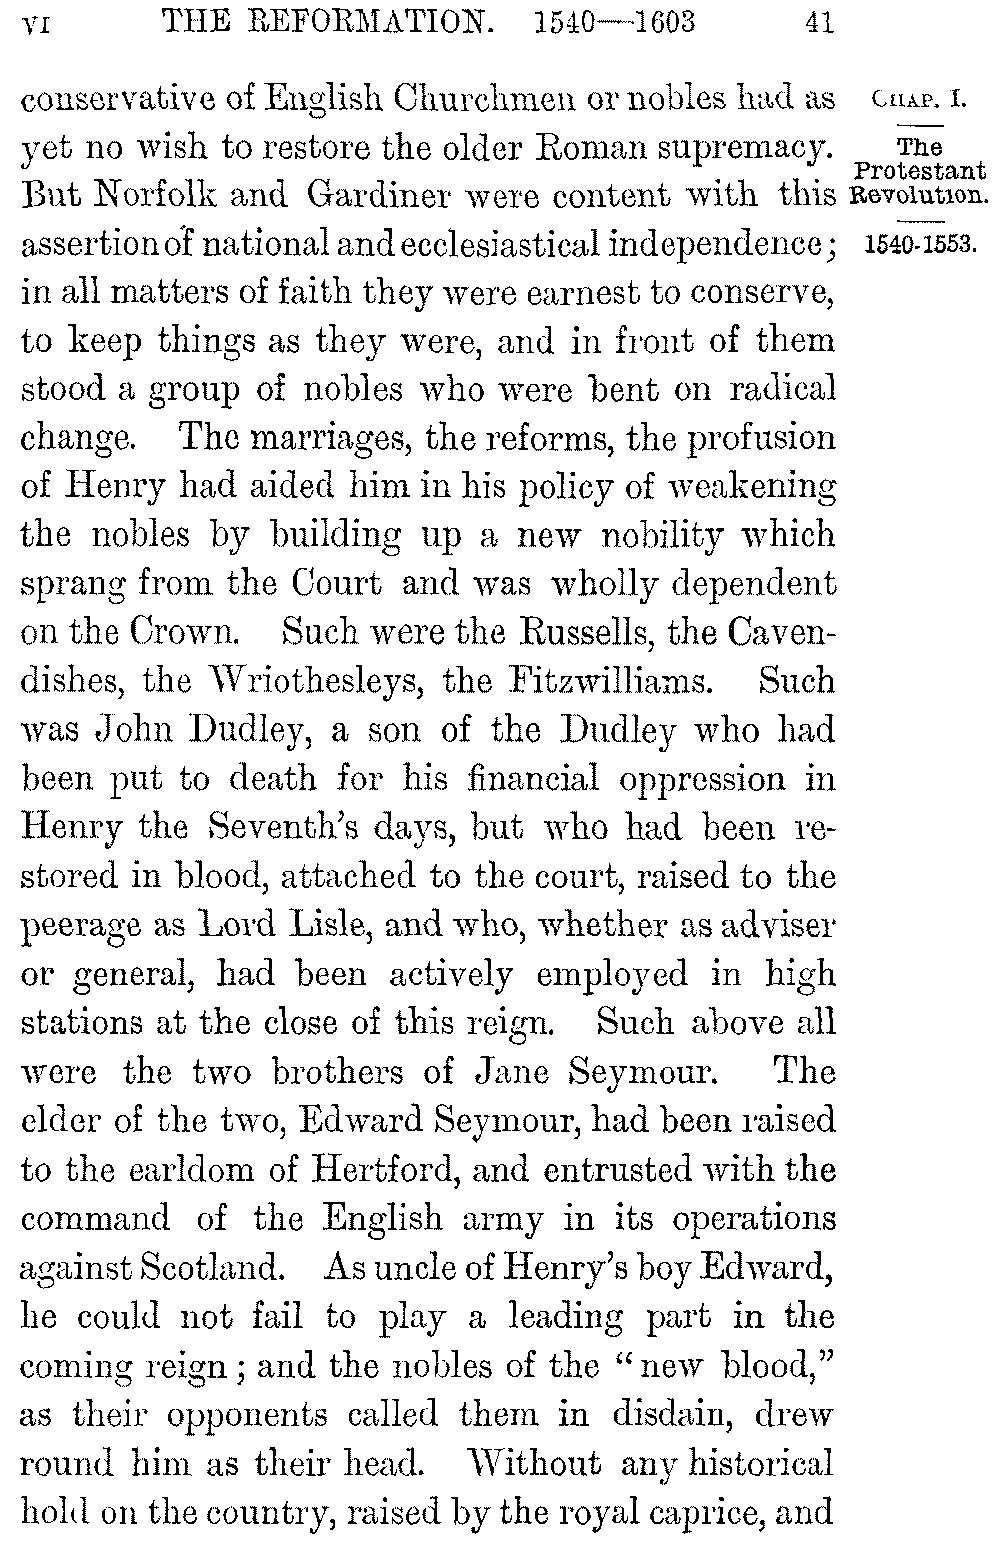 VI THE REFORMATION. 1540—1603 41
conservative of English Churchmen or nobles had as
yet no wish to restore the older Roman supremacy.
But Norfolk and Gardiner were content with this
assertion of national and ecclesiastical independence;
in all matters of faith they were earnest to conserve,
to keep things as they were, and in front of them
stood a group of nobles who were bent on radical
change. The marriages, the reforms, the profusion
of Henry had aided him in his policy of weakening
the nobles by building up a new nobility which
sprang from the Court and was wholly dependent
on the Crown. Such were the Russells, the Caven-
dishes, the Wriothesleys, the Fitzwilliams. Such
was John Dudley, a son of the Dudley who had
been put to death for his financial oppression in
Henry the Seventh's days, but who had been re-
stored in blood, attached to the court, raised to the
peerage as Lord Lisle, and who, whether as adviser
or general, had been actively employed in high
stations at the close of this reign. Such above all
were the two brothers of Jane Seymour. The
elder of the two, Edward Seymour, had been raised
to the earldom of Hertford, and entrusted with the
command of the English army in its operations
against Scotland. As uncle of Henry's boy Edward,
he could not fail to play a leading part in the
coming reign; and the nobles of the "new blood,"
as their opponents called them in disdain, drew
round him as their head. Without any historical
hold on the country, raised by the royal caprice, and
CHAP. I.
The
Protestant
Revolution.
1540-1553.